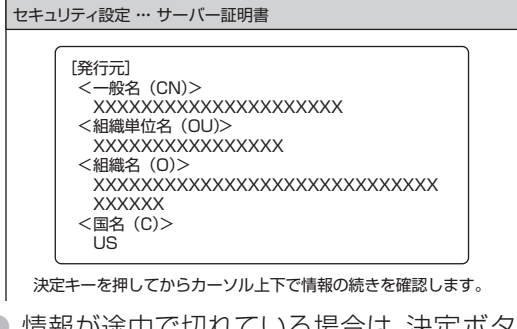 セキュリティ設定 … サーバー証明書
［発行元］
＜一般名（CN）＞
XXXXXXXXXXXXXXXXXXXXX
＜組織単位名（OU）＞
XXXXXXXXXXXXXXXX
＜組織名（O）＞
XXXXXXXXXXXXXXXXXXXXXXXXXXXXX
XXXXXX
＜国名（C）＞
US
決定キーを押してからカーソル上下で情報の続きを確認します。
情報が途中で切れている場合は、決定ボタ